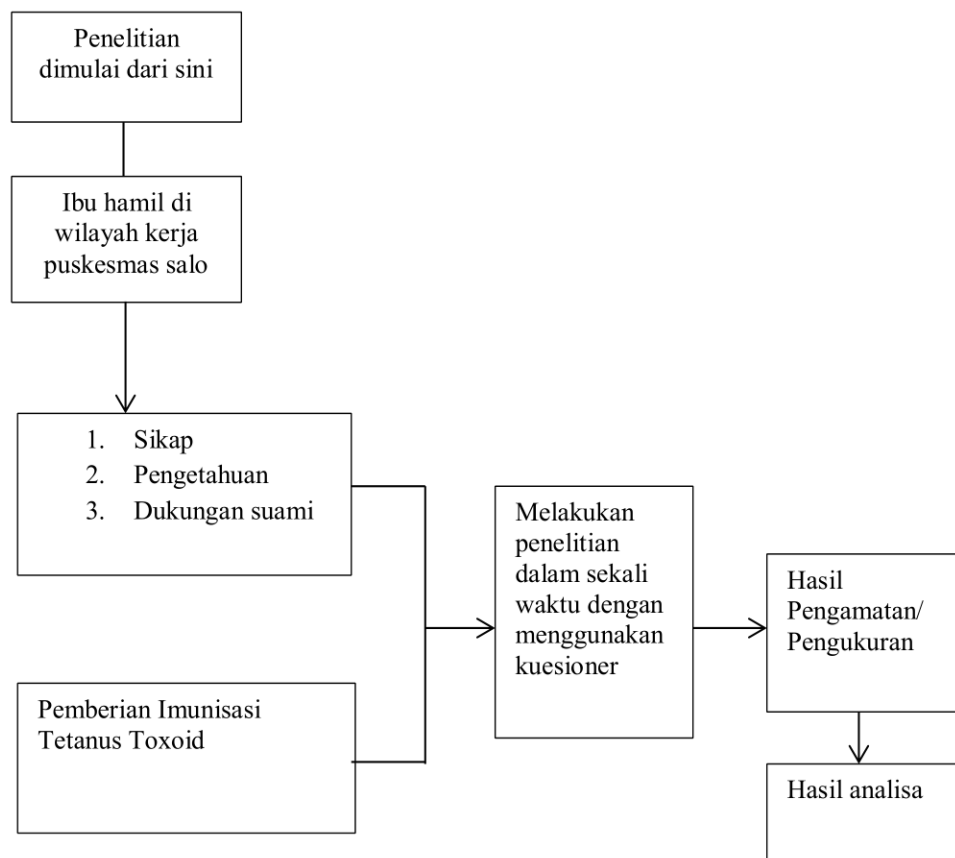 Penelitian
dimulai dari sini
Ibu hamil di
wilayah kerja
puskesmas salo
1. Sikap
2. Pengetahuan
3. Dukungan suami
Pemberian Imunisasi
Tetanus Toxoid
Melakukan
penelitian
dalam sekali
waktu dengan
menggunakan
kuesioner
Hasil
Pengamatan/
Pengukuran
Hasil analisa